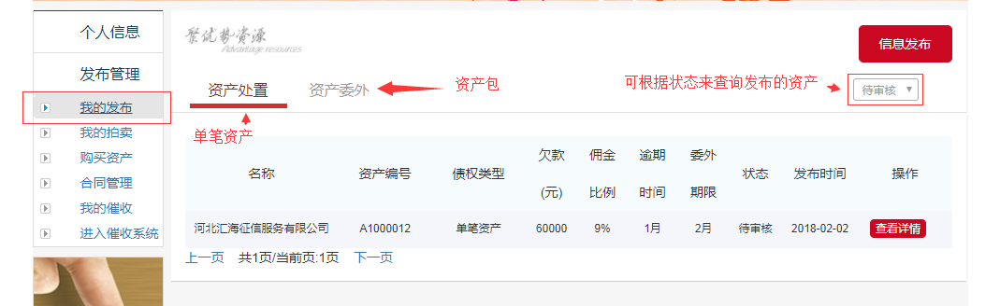 个人信息
发布管理
我的发布
我的拍卖
购买资产
合同管理
我的催收
进入催收系统
聚优势资源
Advantage resources
信息发布
资产处置
资产委外
资产包
可根据状态来查询发布的资产
待审核
单笔资产
名称 资产编号 债权类型 欠款(元) 佣金比例 逾期时间 委外期限 状态 发布时间 操作
河北汇海征信服务有限公司 A1000012 单笔资产 60000 9% 1月 2月 待审核 2018-02-02 查看详情
上一页 共1页/当前页:1页 下一页